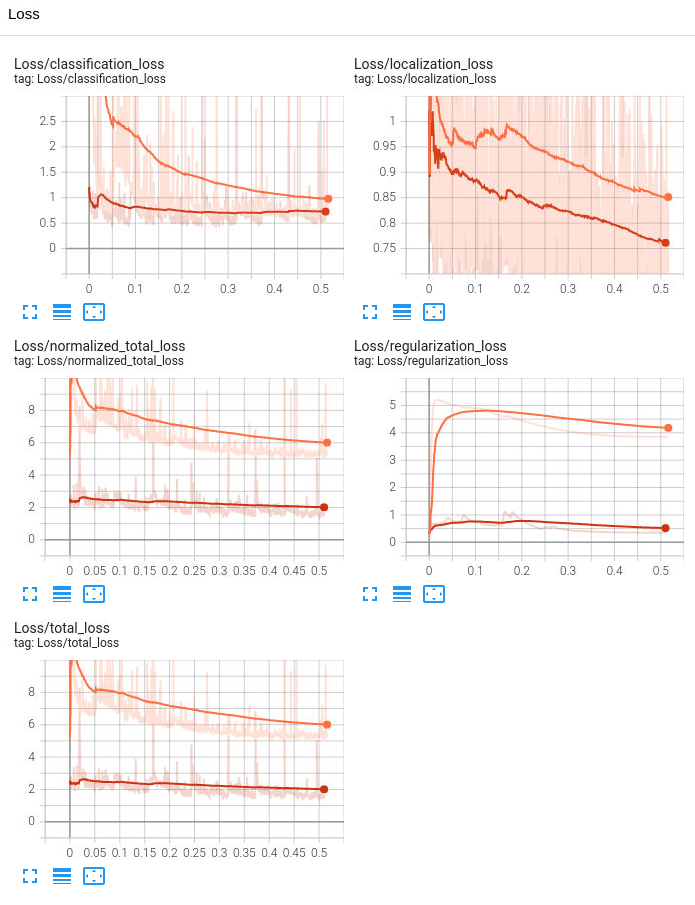 Loss
Loss/classification_loss
tag: Loss/classification_loss
2.5
2
1.5
1
0.5
0
0 0.1 0.2 0.3 0.4 0.5
Loss/localization_loss
tag: Loss/localization_loss
1
0.95
0.9
0.85
0.8
0.75
0 0.1 0.2 0.3 0.4 0.5
Loss/normalized_total_loss
tag: Loss/normalized_total_loss
8
6
4
2
0
0 0.05 0.1 0.15 0.2 0.25 0.3 0.35 0.4 0.45 0.5
Loss/regularization_loss
tag: Loss/regularization_loss
5
4
3
2
1
0
0 0.1 0.2 0.3 0.4 0.5
Loss/total_loss
tag: Loss/total_loss
8
6
4
2
0
0 0.05 0.1 0.15 0.2 0.25 0.3 0.35 0.4 0.45 0.5